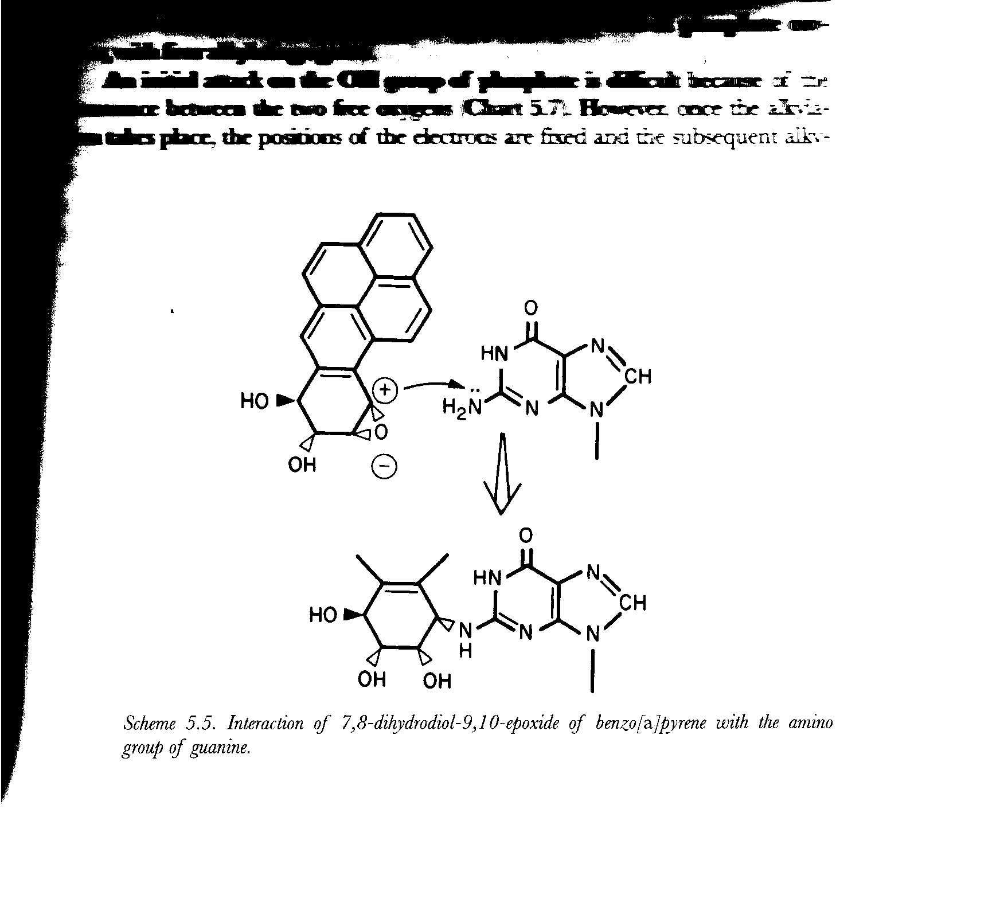 An initial attack on the OH group of phosphate is difficult because of the
between the two free oxygens (Chart 5.7). However, once the alkyla-
takes place, the positions of the electrons are fixed and the subsequent alky-
O
HN
N
CH
H₂N
N
N
HO
+
O
OH
−
O
HN
N
CH
HO
N
H
N
N
OH
OH
Scheme 5.5. Interaction of 7,8-dihydrodiol-9,10-epoxide of benzo[a]pyrene with the amino
group of guanine.